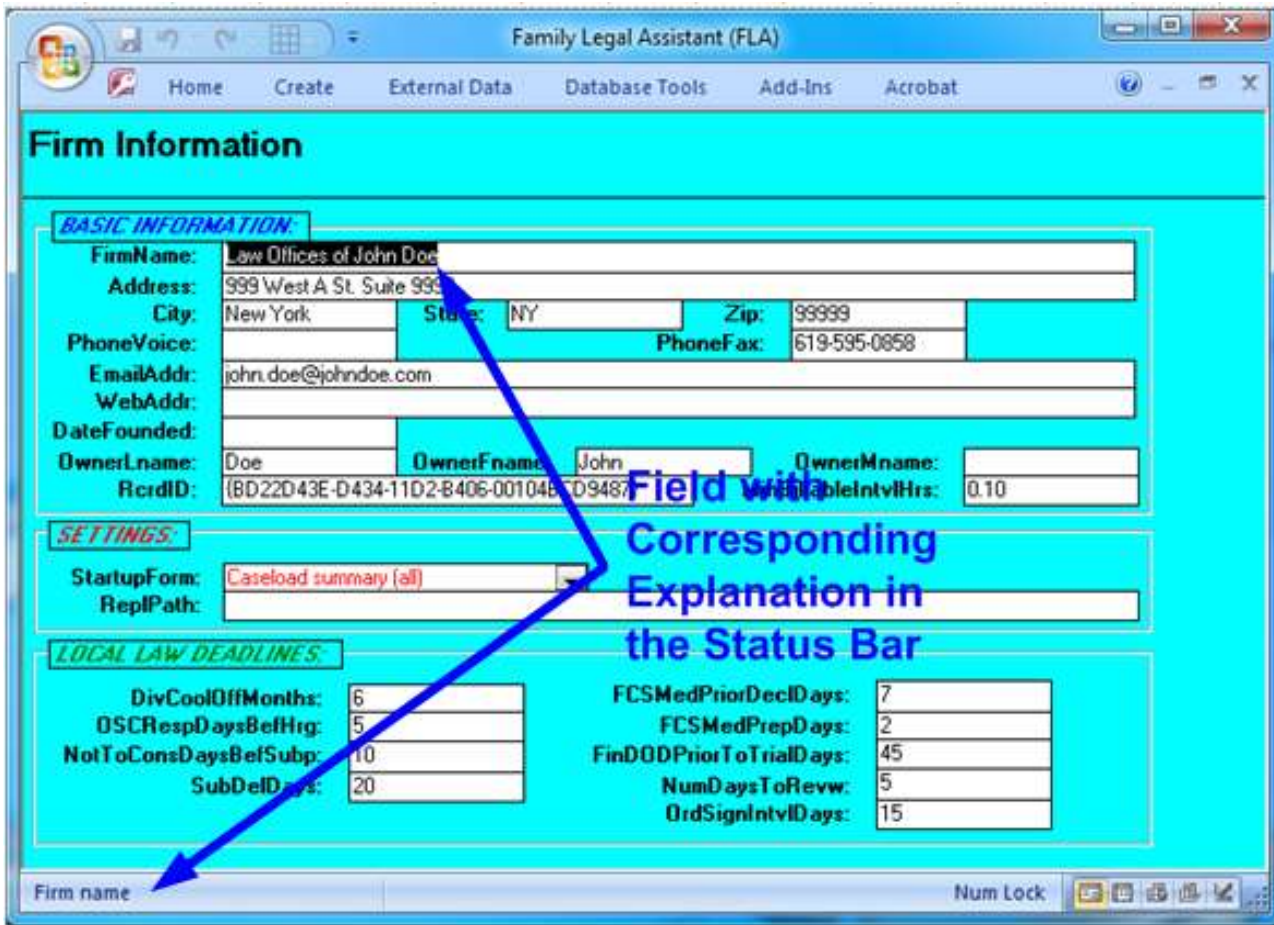 Family Legal Assistant (FLA)
Home Create External Data Database Tools Add-Ins Acrobat
Firm Information
BASIC INFORMATION:
FirmName: Law Offices of John Doe
Address: 999 West A St. Suite
City: New York State: NY Zip: 99999
PhoneVoice: PhoneFax: 619-595-0858
EmailAddr: john.doe@johndoe.com
WebAddr:
DateFounded:
OwnerLname: Doe OwnerFname John OwnerMname:
RcrdID: 0.10
Field with
Corresponding
Explanation in
the Status Bar
SETTINGS:
StartupForm: Caseload summary (all)
ReplPath:
LOCAL LAW DEADLINES:
DivCoolOffMonths: 6 FCSMedPriorDeclDays: 7
OSCRespDaysBefHrg: 5 FCSMedPrepDays: 2
NotToConsDaysBefSubp: 10 FinDODPriorToTrialDays: 45
SubDelDays: 20 NumDaysToRevw: 5
OrdSignIntvlDays: 15
Firm name Num Lock